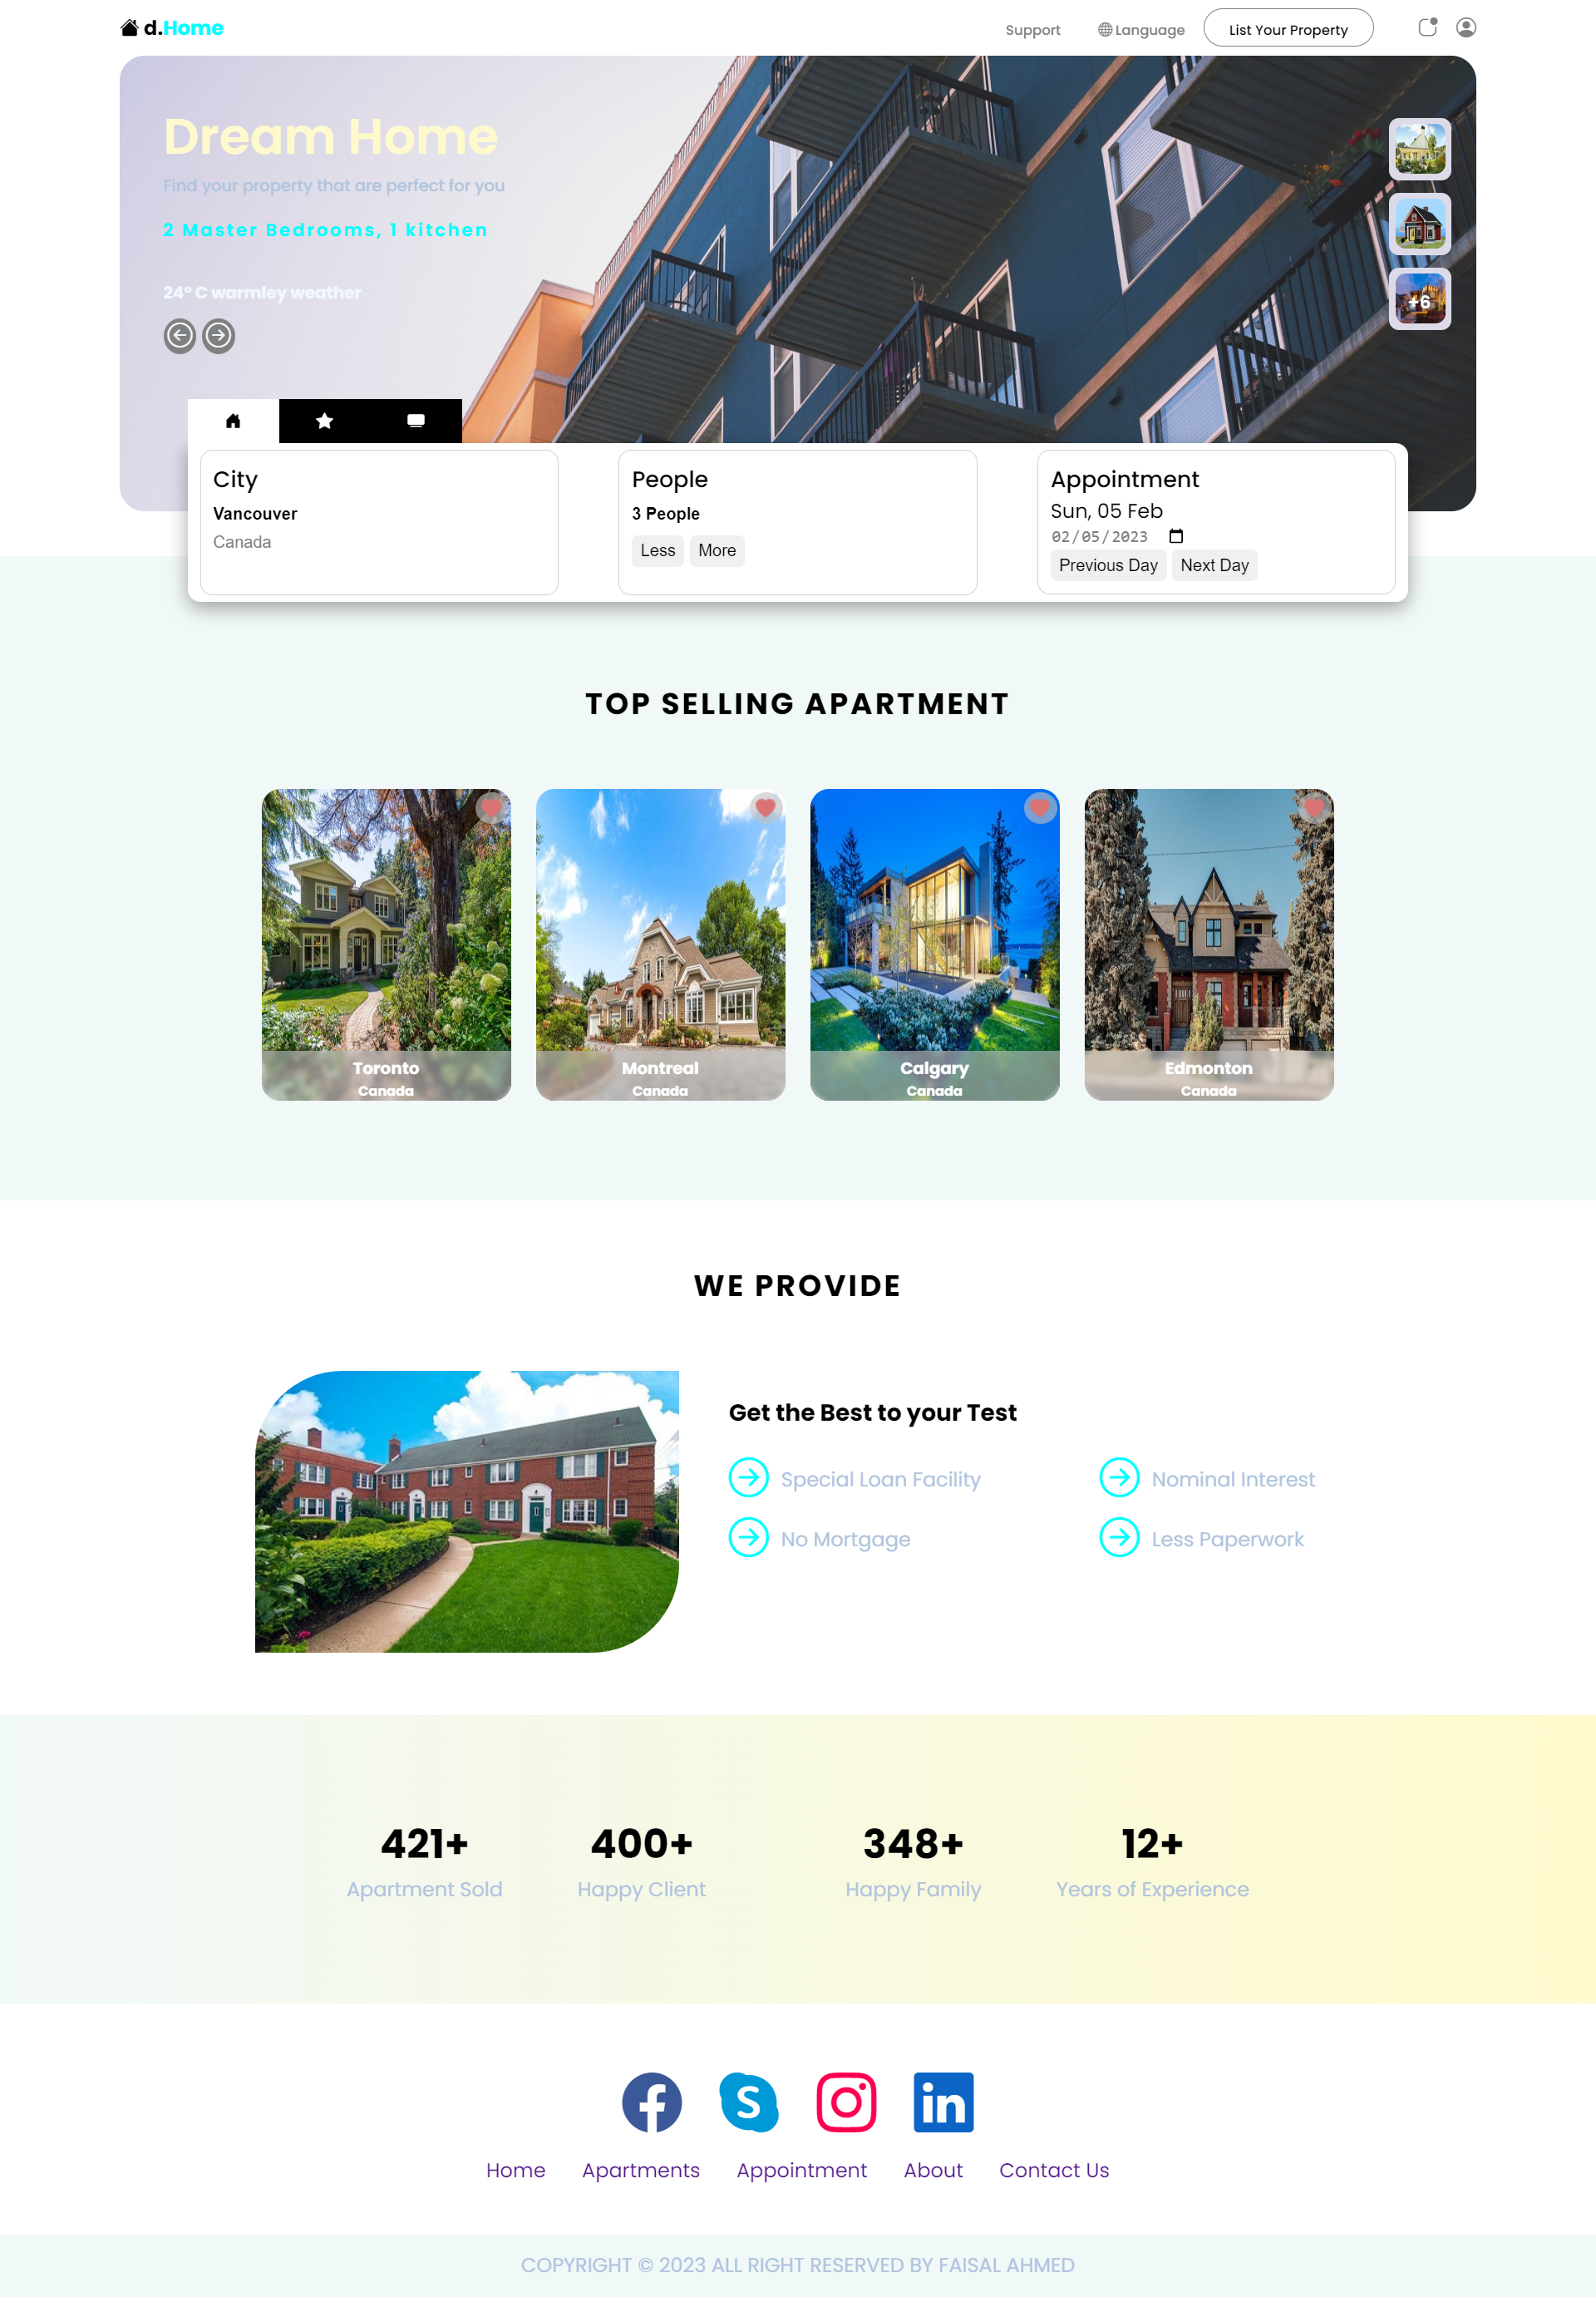 d.Home
Support
Language
List Your Property
Dream Home
Find your property that are perfect for you
2 Master Bedrooms, 1 kitchen
24° C warmley weather
+6
City
Vancouver
Canada
People
3 People
Less
More
Appointment
Sun, 05 Feb
02/05/2023
Previous Day
Next Day
TOP SELLING APARTMENT
Toronto
Canada
Montreal
Canada
Calgary
Canada
Edmonton
Canada
WE PROVIDE
Get the Best to your Test
Special Loan Facility
Nominal Interest
No Mortgage
Less Paperwork
421+
Apartment Sold
400+
Happy Client
348+
Happy Family
12+
Years of Experience
Home
Apartments
Appointment
About
Contact Us
COPYRIGHT © 2023 ALL RIGHT RESERVED BY FAISAL AHMED